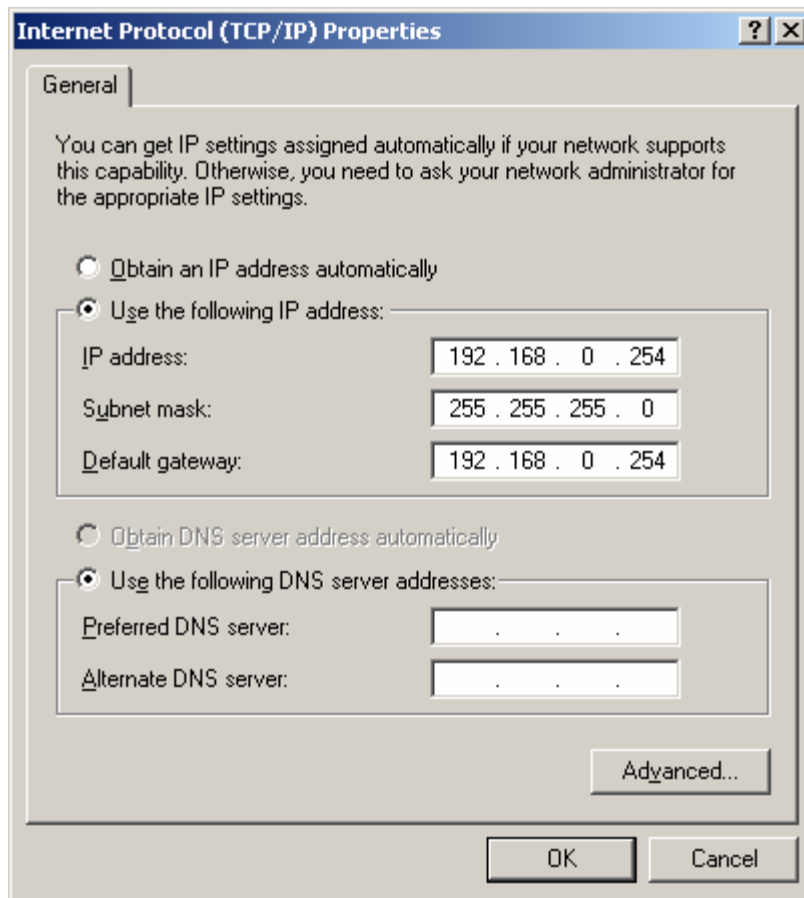 Internet Protocol (TCP/IP) Properties
General
You can get IP settings assigned automatically if your network supports
this capability. Otherwise, you need to ask your network administrator for
the appropriate IP settings.
Obtain an IP address automatically
Use the following IP address:
IP address: 192 . 168 . 0 . 254
Subnet mask: 255 . 255 . 255 . 0
Default gateway: 192 . 168 . 0 . 254
Obtain DNS server address automatically
Use the following DNS server addresses:
Preferred DNS server: . . .
Alternate DNS server: . . .
Advanced...
OK Cancel